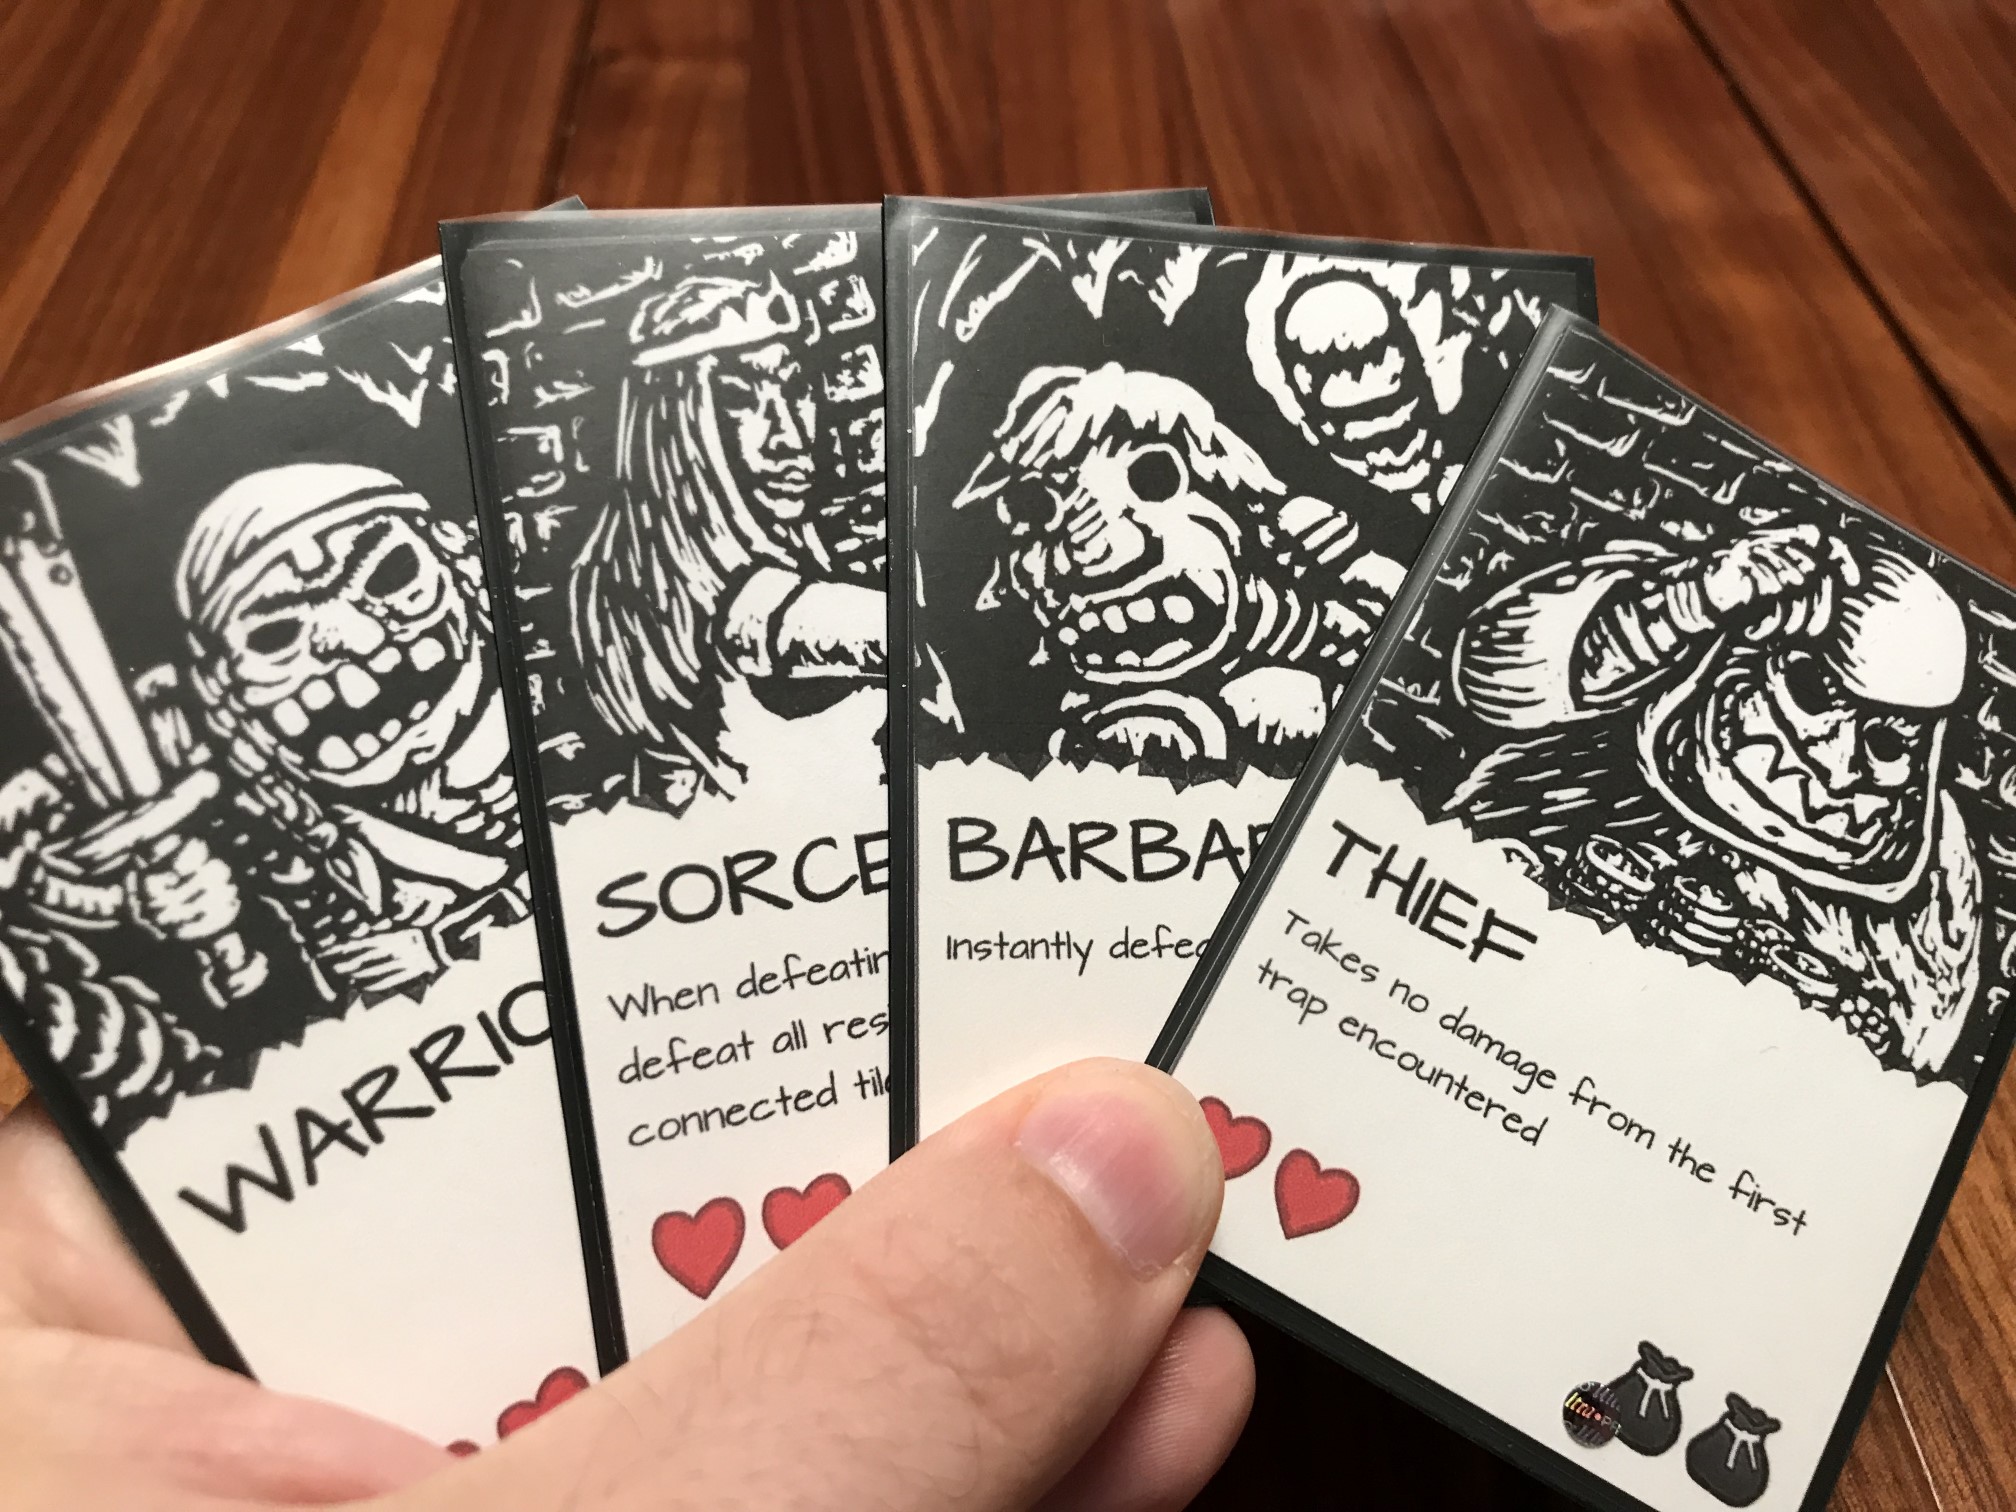 WARRIO
SORCE
When defeatin
defeat all res
connected til
BARBAR
Instantly defea
THIEF
Takes no damage from the first
trap encountered